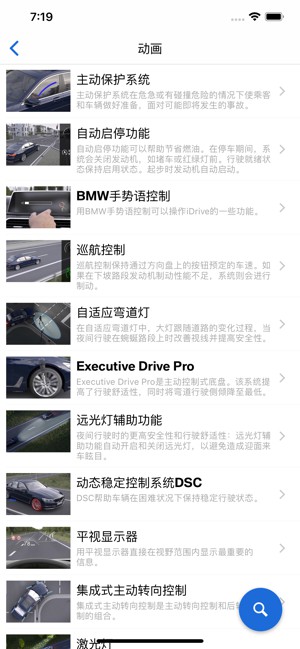 7:19
动画
主动保护系统
主动保护系统在危急或有碰撞危险的情况下使乘客
和车辆做好准备，面对可能即将发生的事故。
自动启停功能
自动启停功能可以帮助节省燃油。在停车期间，系
统会关闭发动机，如堵车或红绿灯前。行驶就绪状
态保持启用状态。起步时发动机自动启动。
BMW手势语控制
用BMW手势语控制可以操作iDrive的一些功能。
巡航控制
巡航控制保持通过方向盘上的按钮预定的车速。如
果在下坡路段发动机制动性能不足，系统则会进行
制动。
自适应弯道灯
在自适应弯道灯中，大灯跟随道路的变化过程，当
夜间行驶在蜿蜒路段上时改善视线并提高安全性。
Executive Drive Pro
Executive Drive Pro是主动控制式底盘。该系统提
高了行驶舒适性，同时将弯道行驶侧倾降至最低。
远光灯辅助功能
夜间行驶时的更高安全性和行驶舒适性：远光灯辅
助功能自动开启和关闭远光灯，以避免造成迎面来
车眩目。
动态稳定控制系统DSC
DSC帮助车辆在困难状况下保持稳定行驶状态。
平视显示器
用平视显示器直接在视野范围内显示最重要的
信息。
集成式主动转向控制
集成式主动转向控制是主动转向控制和后轮
制的组合。
激光灯